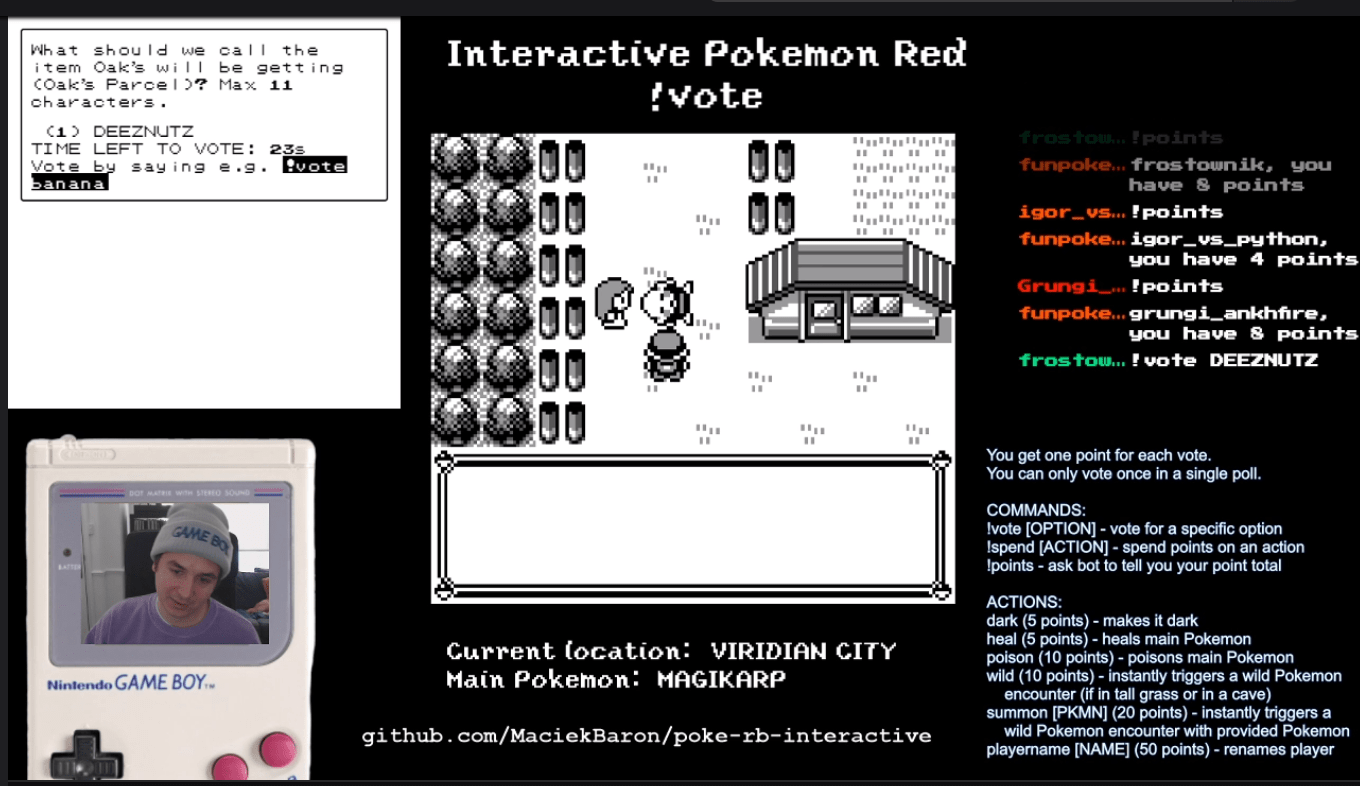 What should we call the
item Oak's will be getting
(Oak's Parcel)? Max 11
characters.
(1) DEEZNUTZ
TIME LEFT TO VOTE: 23s
Vote by saying e.g. !vote
banana
Interactive Pokemon Red
!vote
frostow... !points
funpoke... frostownik, you
have 8 points
igor_vs... !points
funpoke... igor_vs_python,
you have 4 points
Grungi_... !points
funpoke... grungi_ankhfire,
you have 8 points
frostow... !vote DEEZNUTZ
DOT MATRIX WITH STEREO SOUND
GAME BOY
Nintendo GAME BOY TM
Current location: VIRIDIAN CITY
Main Pokemon: MAGIKARP
github.com/MaciekBaron/poke-rb-interactive
You get one point for each vote.
You can only vote once in a single poll.
COMMANDS:
!vote [OPTION] - vote for a specific option
!spend [ACTION] - spend points on an action
!points - ask bot to tell you your point total
ACTIONS:
dark (5 points) - makes it dark
heal (5 points) - heals main Pokemon
poison (10 points) - poisons main Pokemon
wild (10 points) - instantly triggers a wild Pokemon
encounter (if in tall grass or in a cave)
summon [PKMN] (20 points) - instantly triggers a
wild Pokemon encounter with provided Pokemon
playername [NAME] (50 points) - renames player